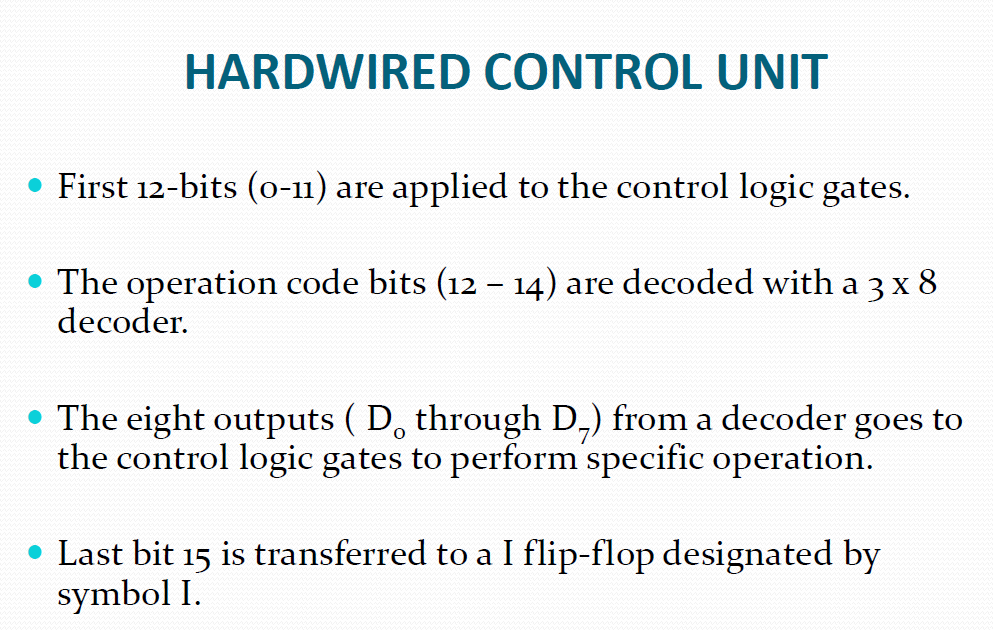 HARDWIRED CONTROL UNIT
• First 12-bits (0-11) are applied to the control logic gates.
• The operation code bits (12 – 14) are decoded with a 3 x 8
decoder.
• The eight outputs ( D₀ through D₇) from a decoder goes to
the control logic gates to perform specific operation.
• Last bit 15 is transferred to a I flip-flop designated by
symbol I.